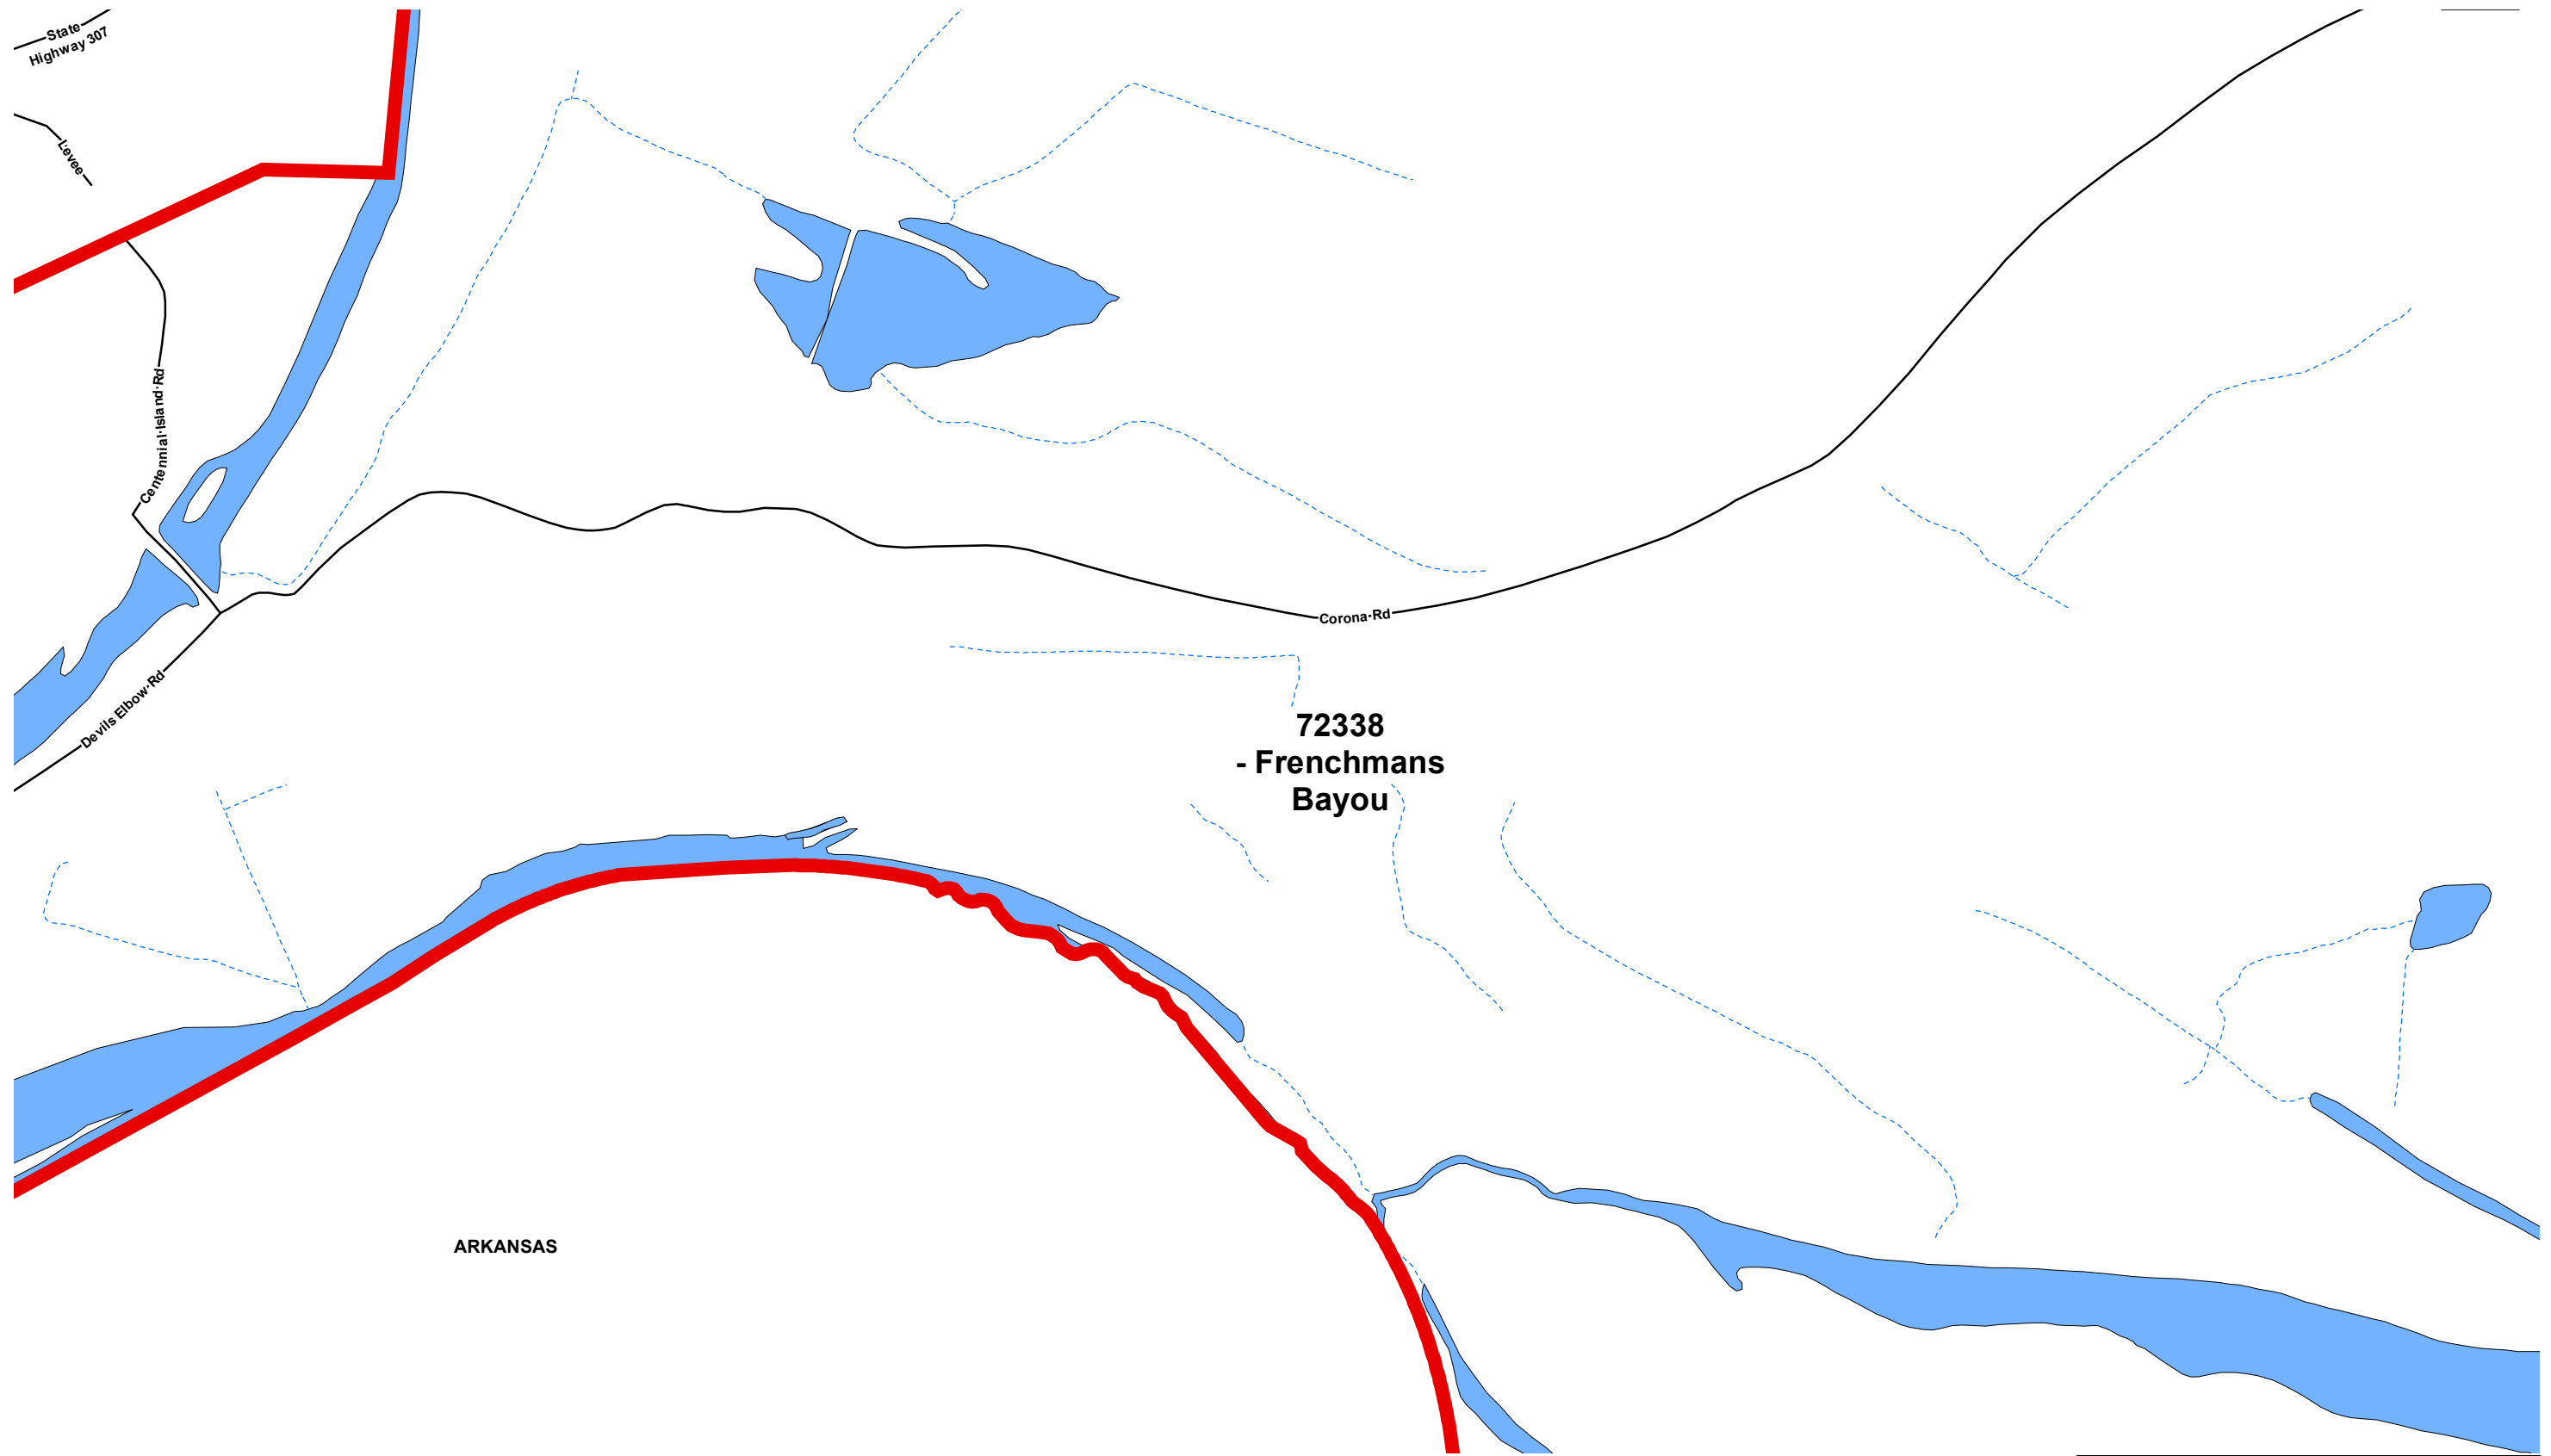 State
Highway 307
Levee
Centennial Island Rd
Devils Elbow Rd
Corona Rd
72338
- Frenchmans
Bayou
ARKANSAS